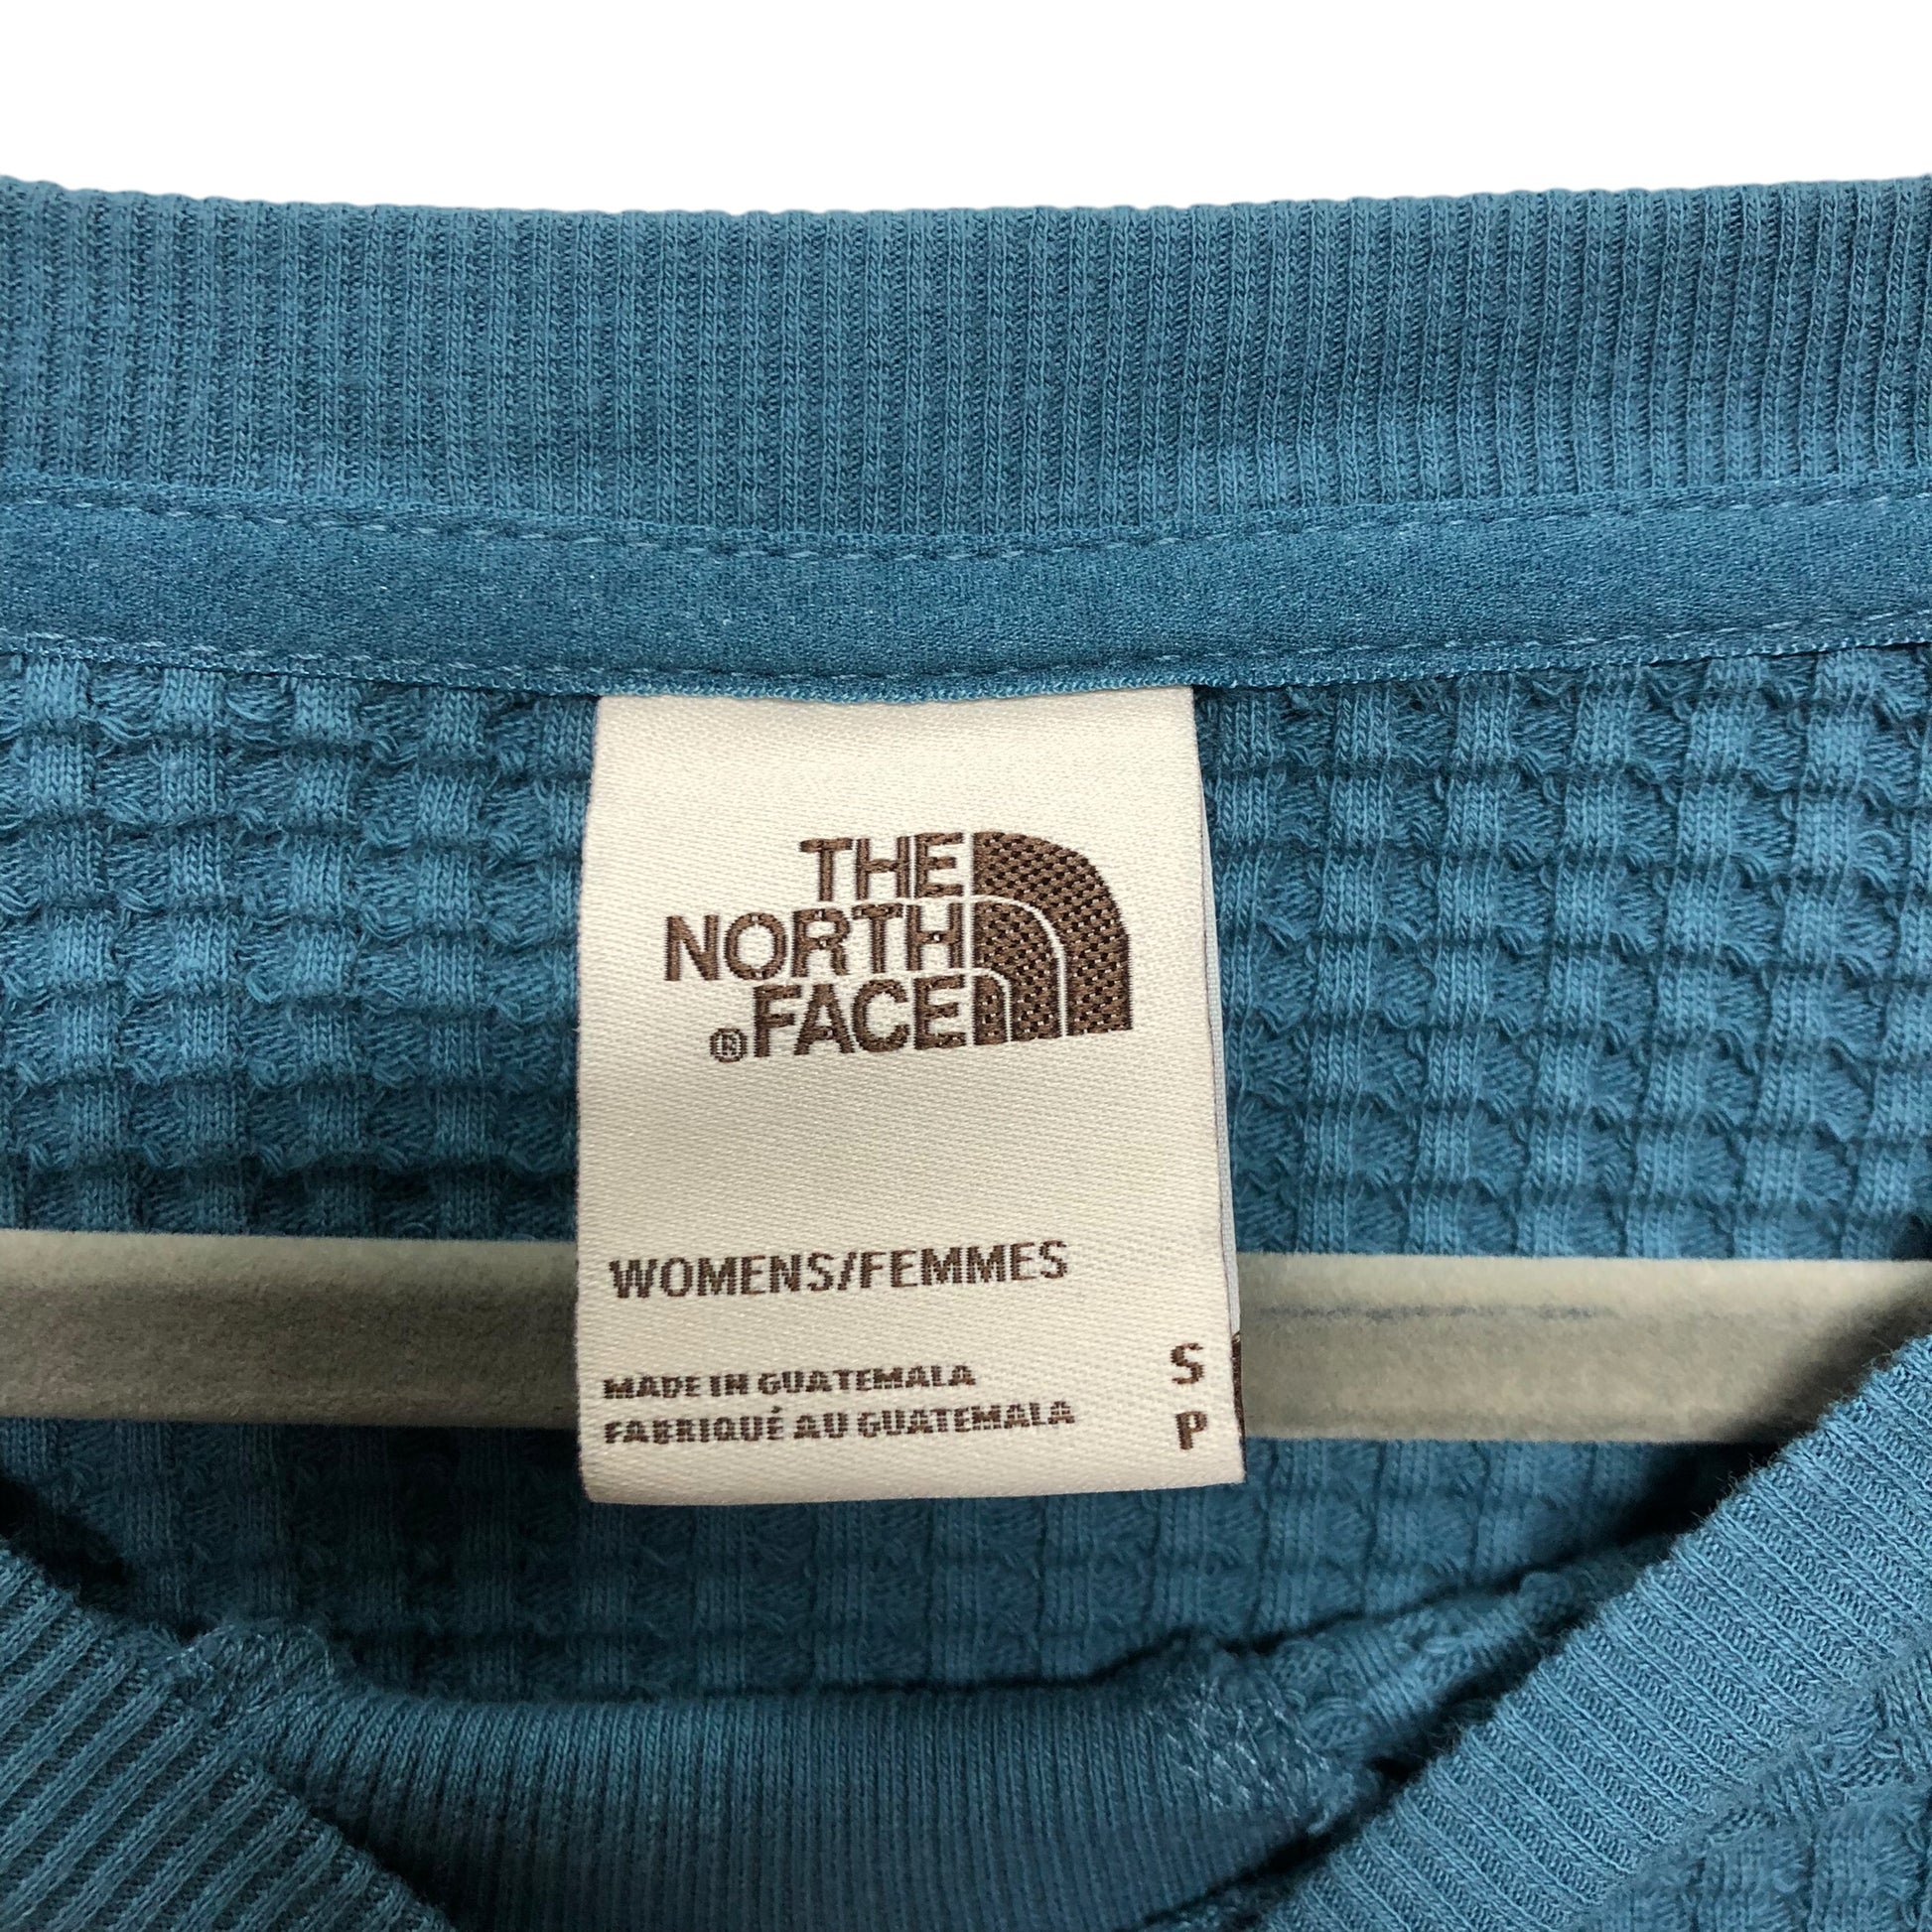 THE
NORTH
® FACE
WOMENS/FEMMES
MADE IN GUATEMALA S
FABRIQUÉ AU GUATEMALA P